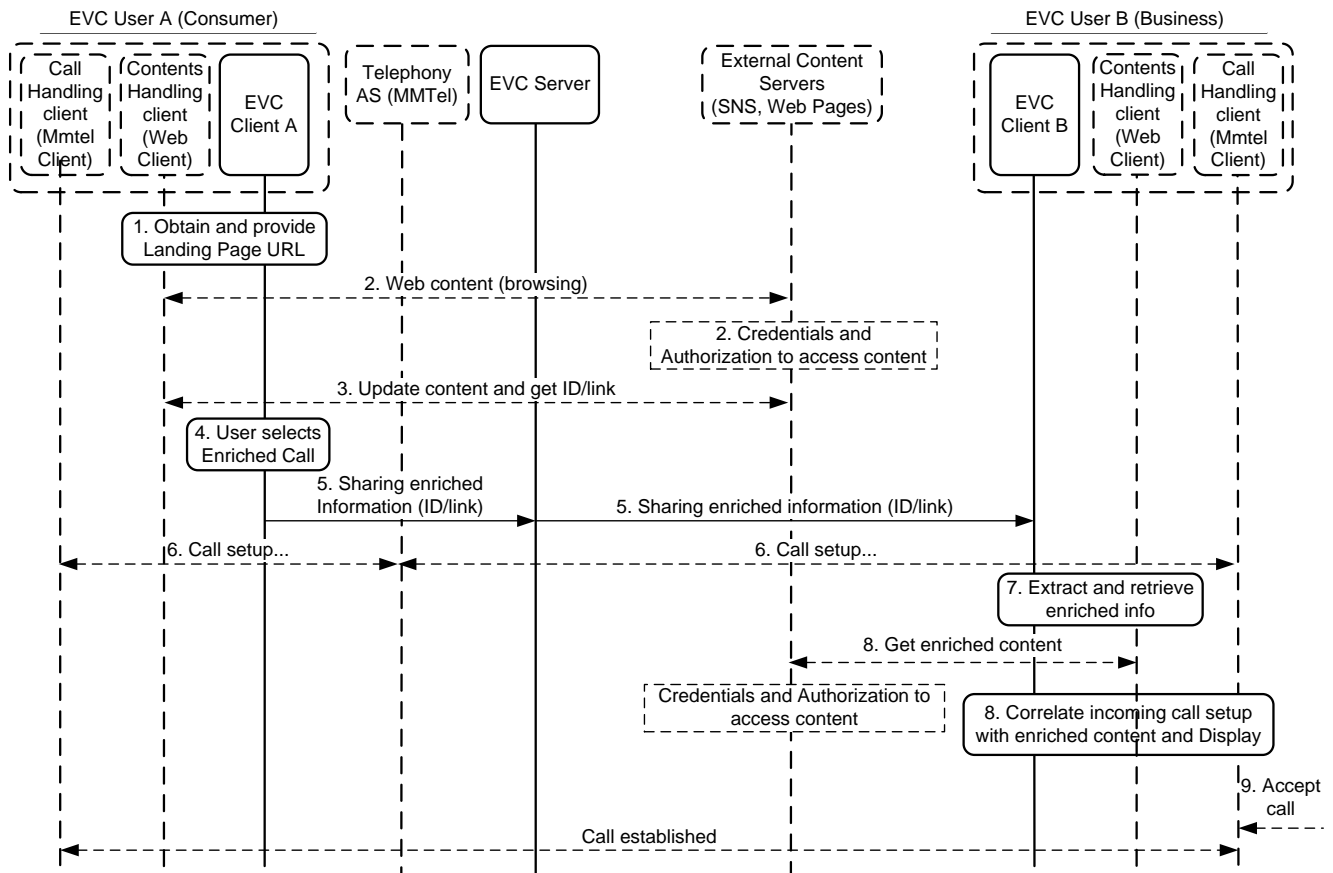 EVC User A (Consumer)
EVC User B (Business)
Call
Handling
client
(Mmtel
Client)
Contents
Handling
client
(Web
Client)
EVC
Client A
Telephony
AS (MMTel)
EVC Server
External Content
Servers
(SNS, Web Pages)
EVC
Client B
Contents
Handling
client
(Web
Client)
Call
Handling
client
(Mmtel
Client)
1. Obtain and provide
Landing Page URL
2. Web content (browsing)
2. Credentials and
Authorization to access content
3. Update content and get ID/link
4. User selects
Enriched Call
5. Sharing enriched
Information (ID/link)
5. Sharing enriched information (ID/link)
6. Call setup...
6. Call setup...
7. Extract and retrieve
enriched info
8. Get enriched content
Credentials and Authorization to
access content
8. Correlate incoming call setup
with enriched content and Display
9. Accept
call
Call established